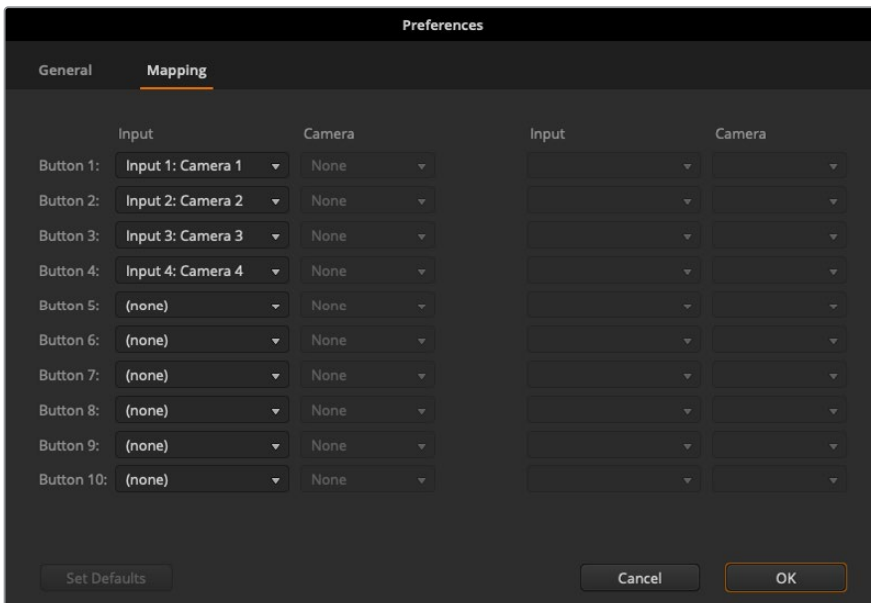 Preferences
General Mapping
Input Camera Input Camera
Button 1: Input 1: Camera 1 None
Button 2: Input 2: Camera 2 None
Button 3: Input 3: Camera 3 None
Button 4: Input 4: Camera 4 None
Button 5: (none) None
Button 6: (none) None
Button 7: (none) None
Button 8: (none) None
Button 9: (none) None
Button 10: (none) None
Set Defaults Cancel OK